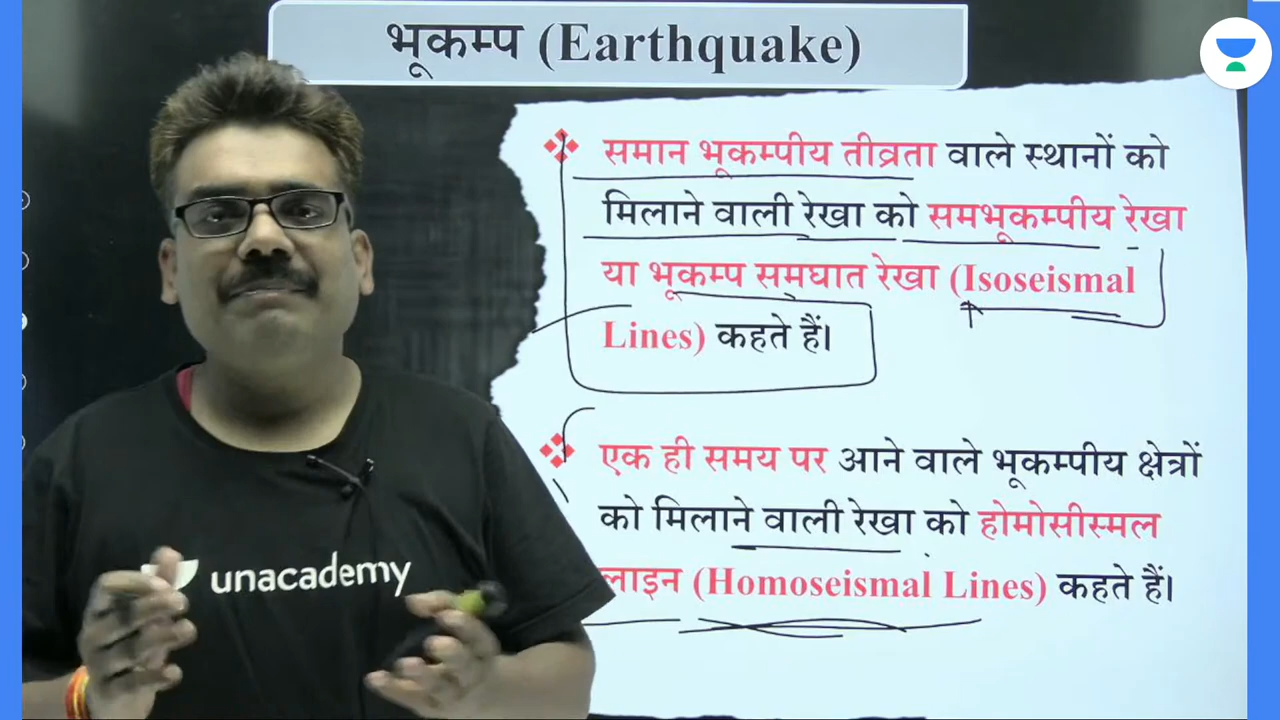 भूकम्प (Earthquake)
समान भूकम्पीय तीव्रता वाले स्थानों को
मिलाने वाली रेखा को समभूकम्पीय रेखा
या भूकम्प समघात रेखा (Isoseismal
Lines) कहते हैं।
एक ही समय पर आने वाले भूकम्पीय क्षेत्रों
को मिलाने वाली रेखा को होमोसीस्मल
लाइन (Homoseismal Lines) कहते हैं।
unacademy